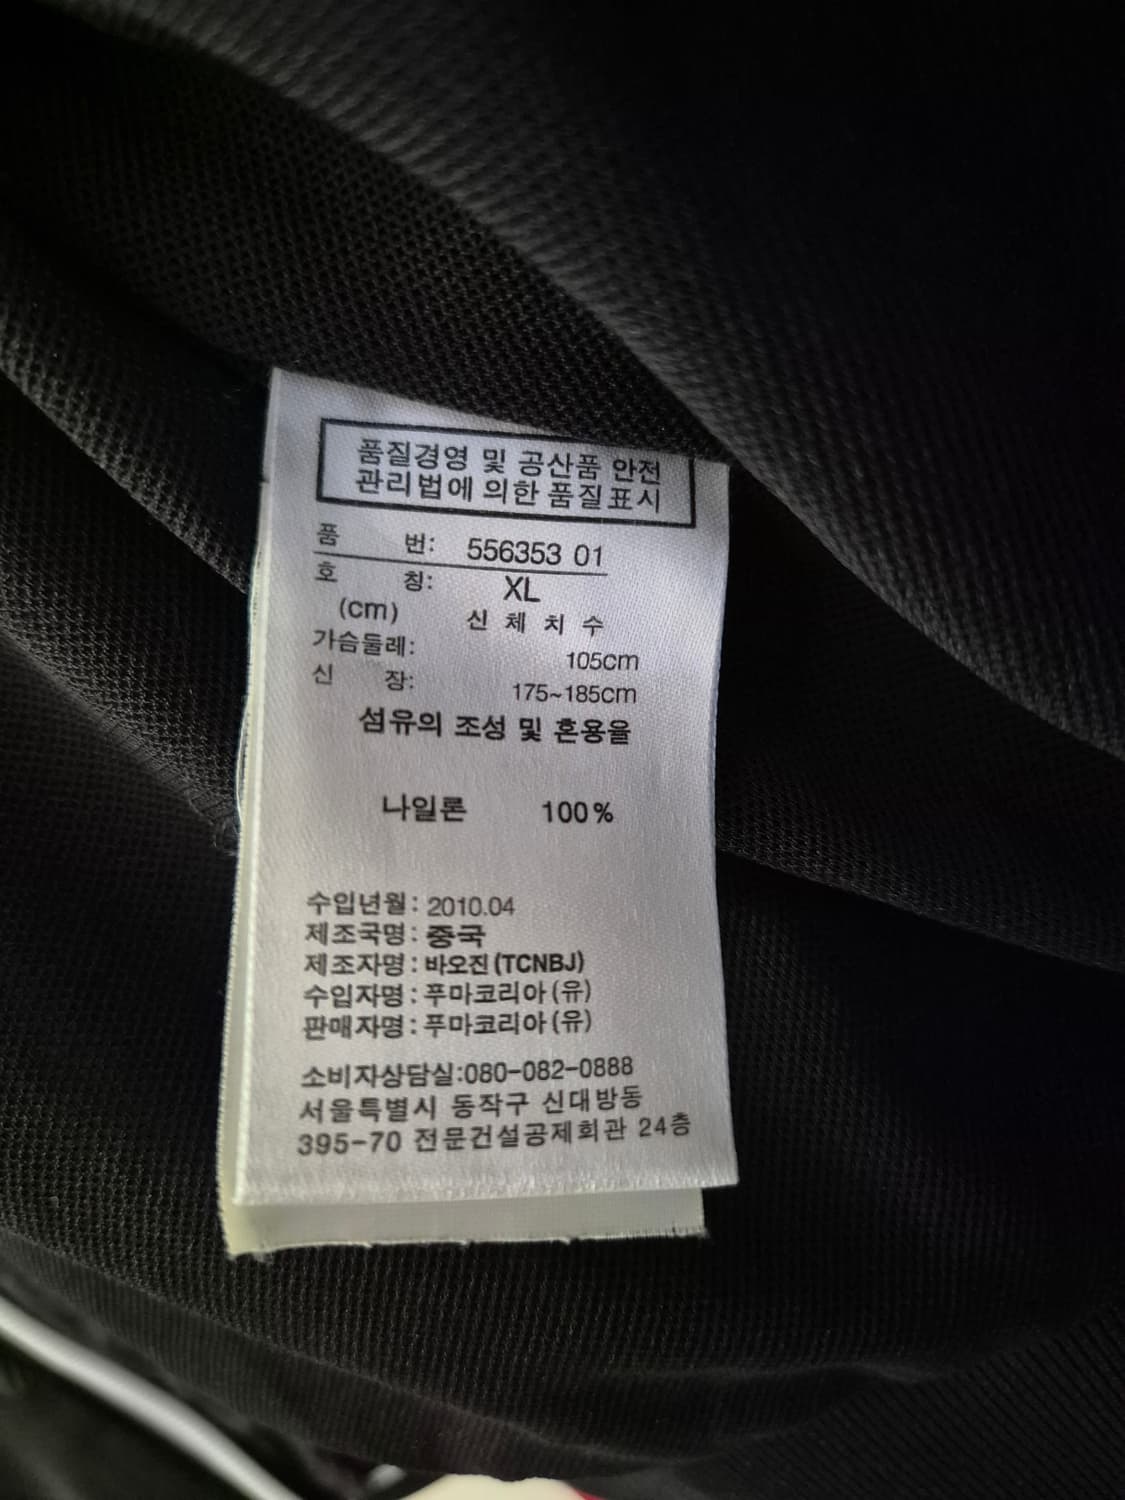 품질경영 및 공산품 안전
관리법에 의한 품질표시
품 번: 556353 01
호 칭: XL
(cm) 신 체 치 수
가슴둘레: 105cm
신 장: 175~185cm
섬유의 조성 및 혼용율
나일론 100%
수입년월: 2010.04
제조국명: 중국
제조자명: 바오진(TCNBJ)
수입자명: 푸마코리아(유)
판매자명: 푸마코리아(유)
소비자상담실:080-082-0888
서울특별시 동작구 신대방동
395-70 전문건설공제회관 24층